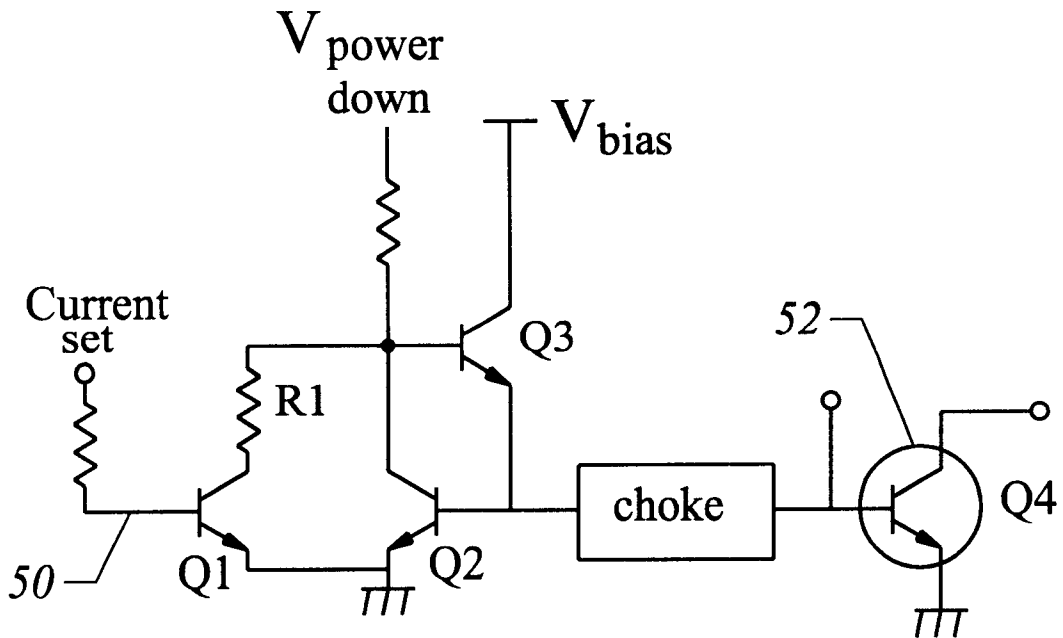 V power
down
V bias
Current
set
R1
Q3
52
choke
Q4
50
Q1
Q2